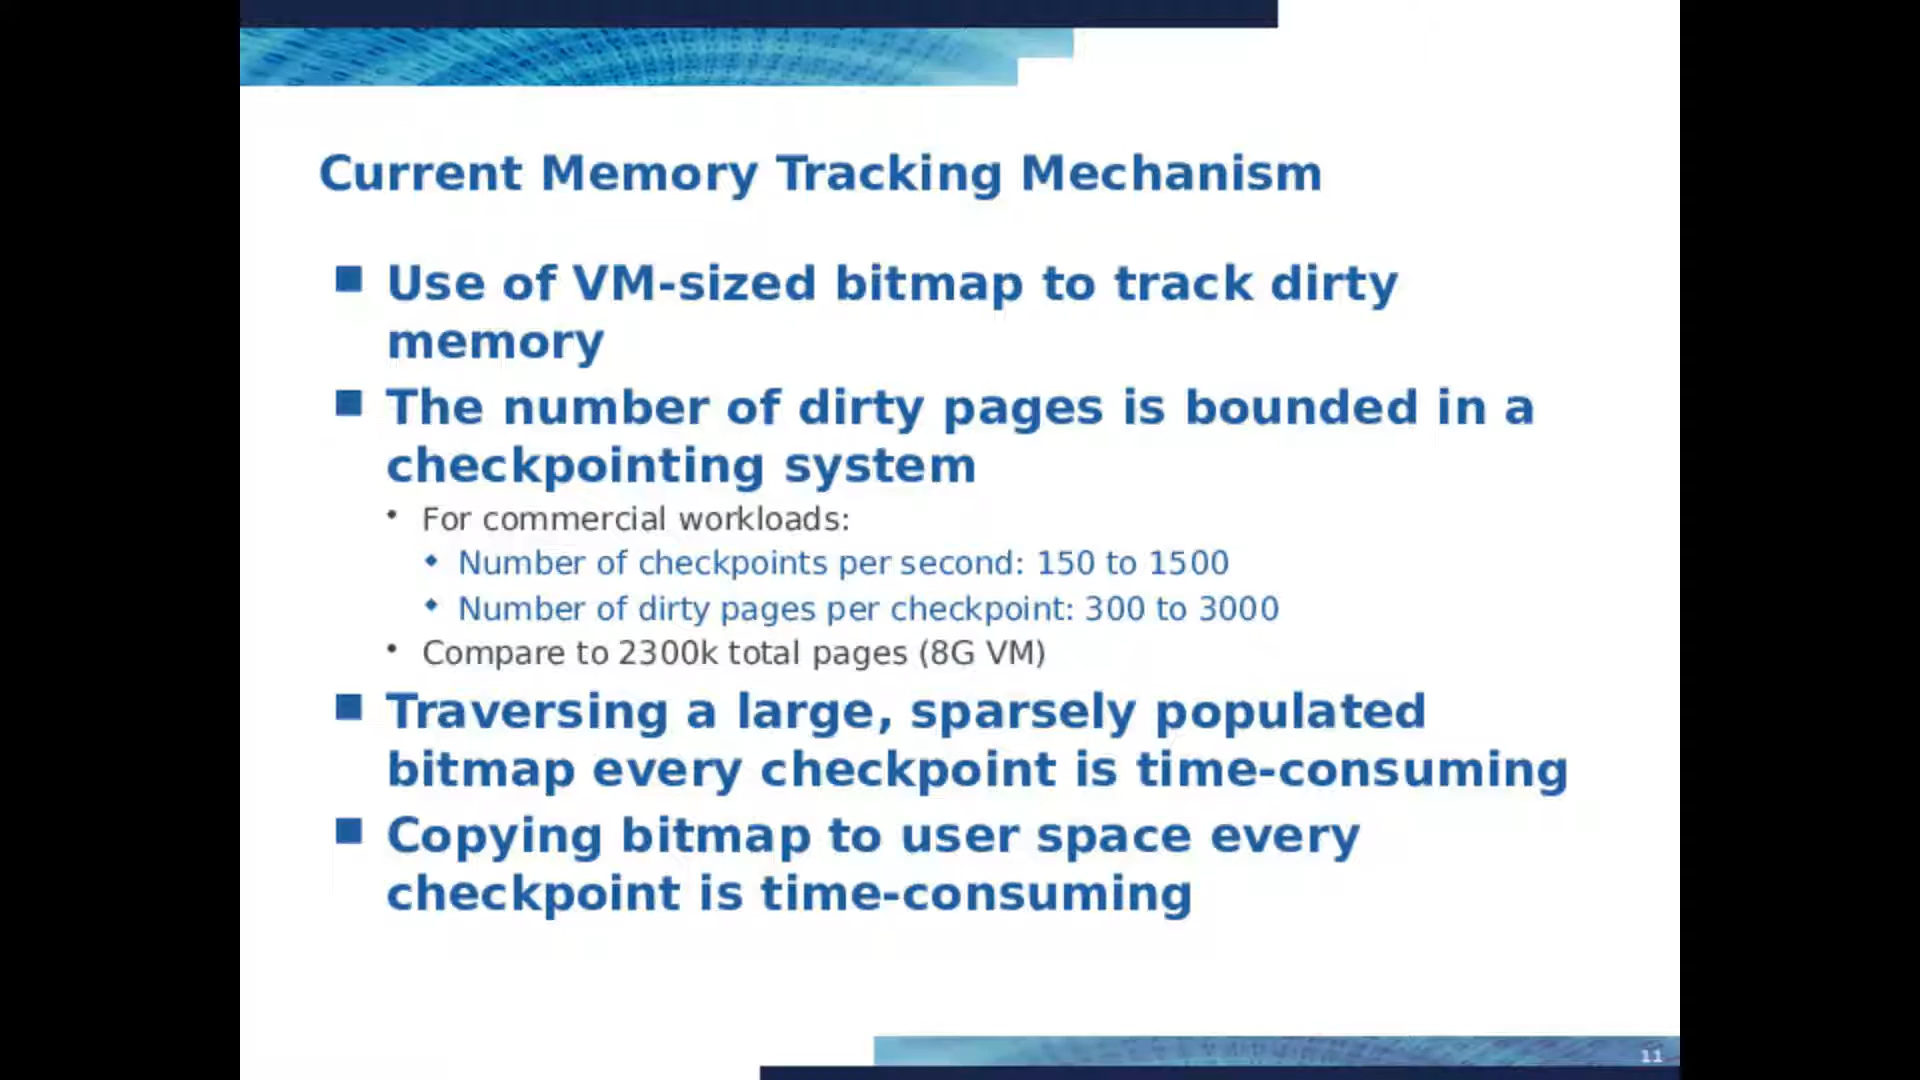 Current Memory Tracking Mechanism
Use of VM-sized bitmap to track dirty
memory
The number of dirty pages is bounded in a
checkpointing system
For commercial workloads:
Number of checkpoints per second: 150 to 1500
Number of dirty pages per checkpoint: 300 to 3000
Compare to 2300k total pages (8G VM)
Traversing a large, sparsely populated
bitmap every checkpoint is time-consuming
Copying bitmap to user space every
checkpoint is time-consuming
11